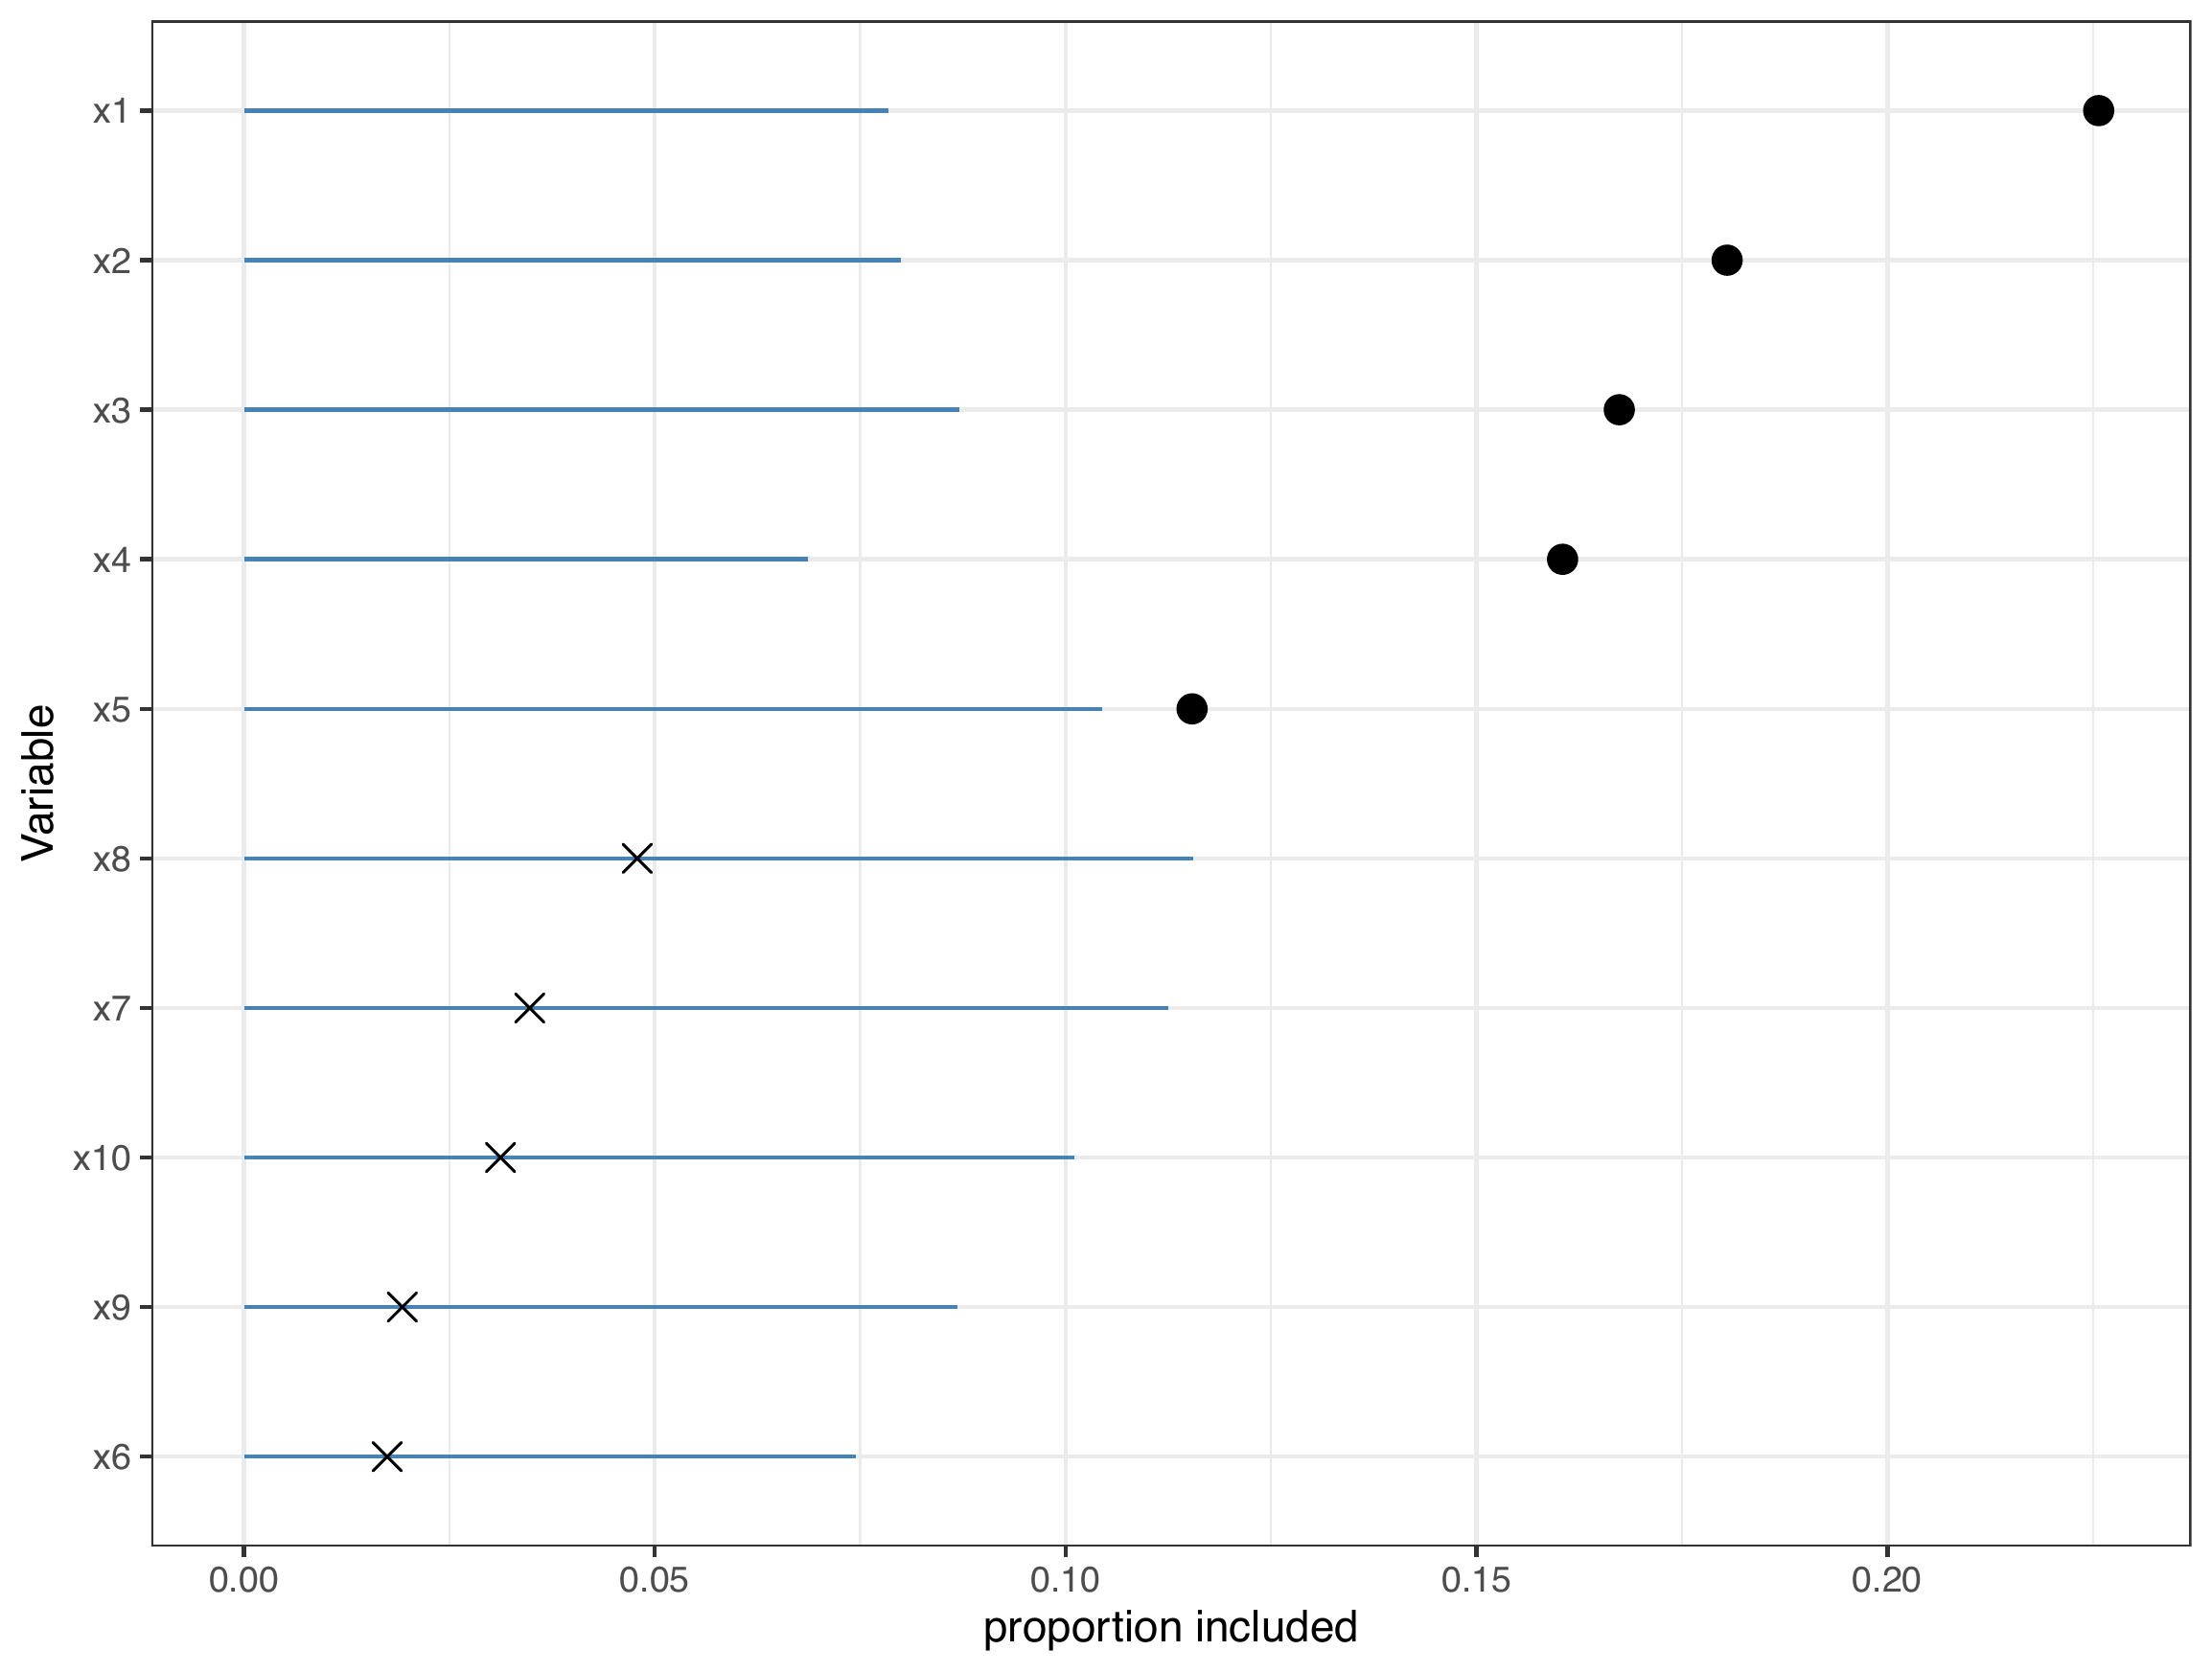 Variable
x1
x2
x3
x4
x5
x8
x7
x10
x9
x6
0.00 0.05 0.10 0.15 0.20
proportion included